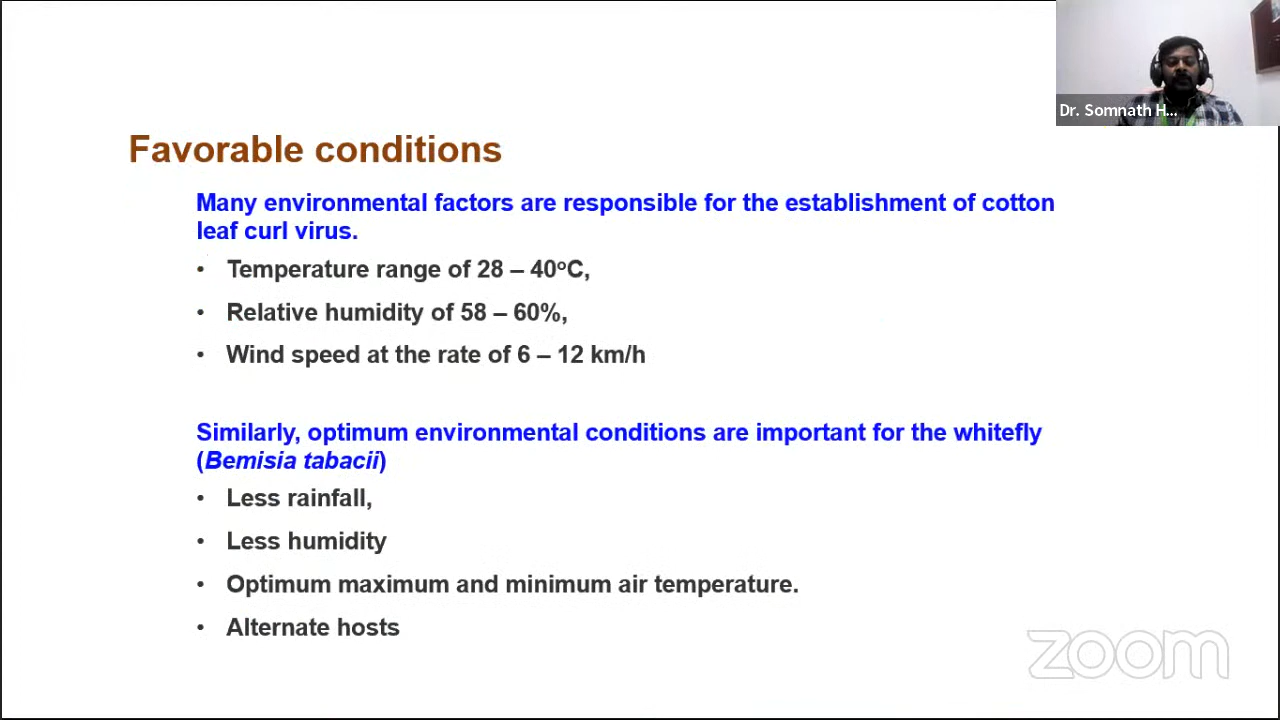 Dr. Somnath H...
Favorable conditions
Many environmental factors are responsible for the establishment of cotton
leaf curl virus.
• Temperature range of 28 – 40°C,
• Relative humidity of 58 – 60%,
• Wind speed at the rate of 6 – 12 km/h
Similarly, optimum environmental conditions are important for the whitefly
(Bemisia tabacii)
• Less rainfall,
• Less humidity
• Optimum maximum and minimum air temperature.
• Alternate hosts
zoom